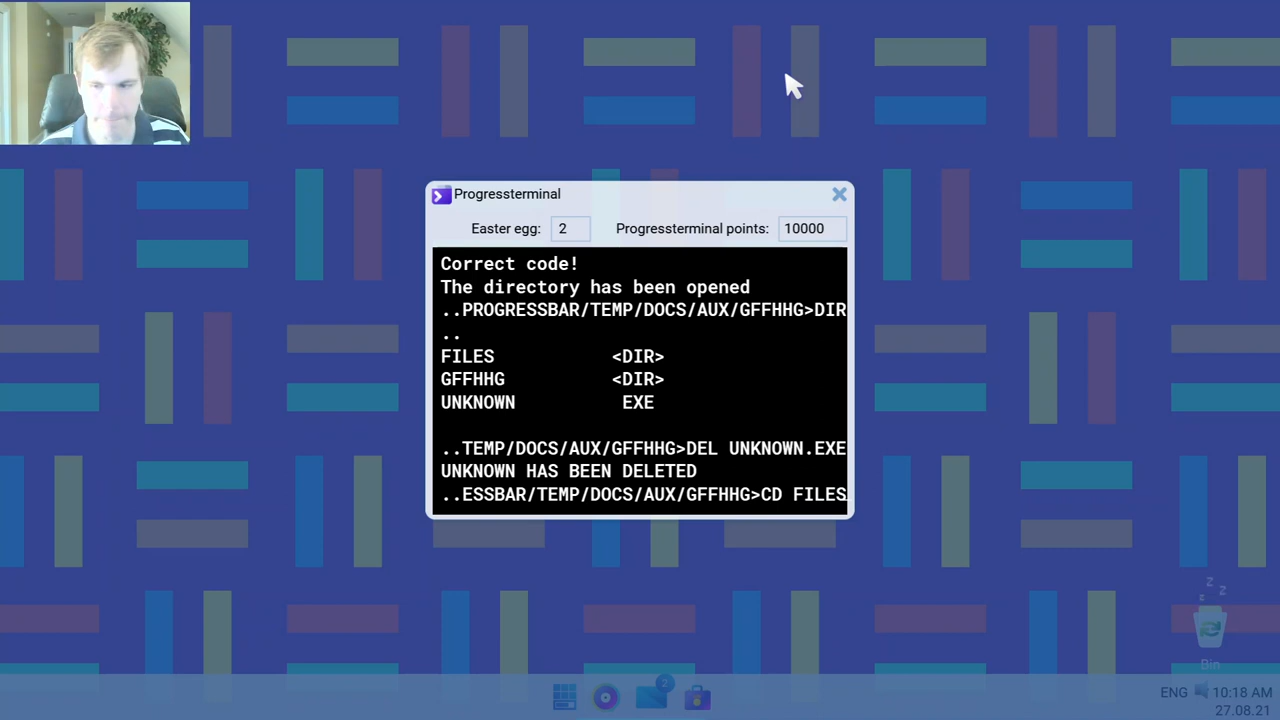 Progressterminal
Easter egg: 2 Progressterminal points: 10000
Correct code!
The directory has been opened
..PROGRESSBAR/TEMP/DOCS/AUX/GFFHHG>DIR
..
FILES <DIR>
GFFHHG <DIR>
UNKNOWN EXE
..TEMP/DOCS/AUX/GFFHHG>DEL UNKNOWN.EXE
UNKNOWN HAS BEEN DELETED
..ESSBAR/TEMP/DOCS/AUX/GFFHHG>CD FILES
z z
z
Bin
2
ENG 10:18 AM
27.08.21